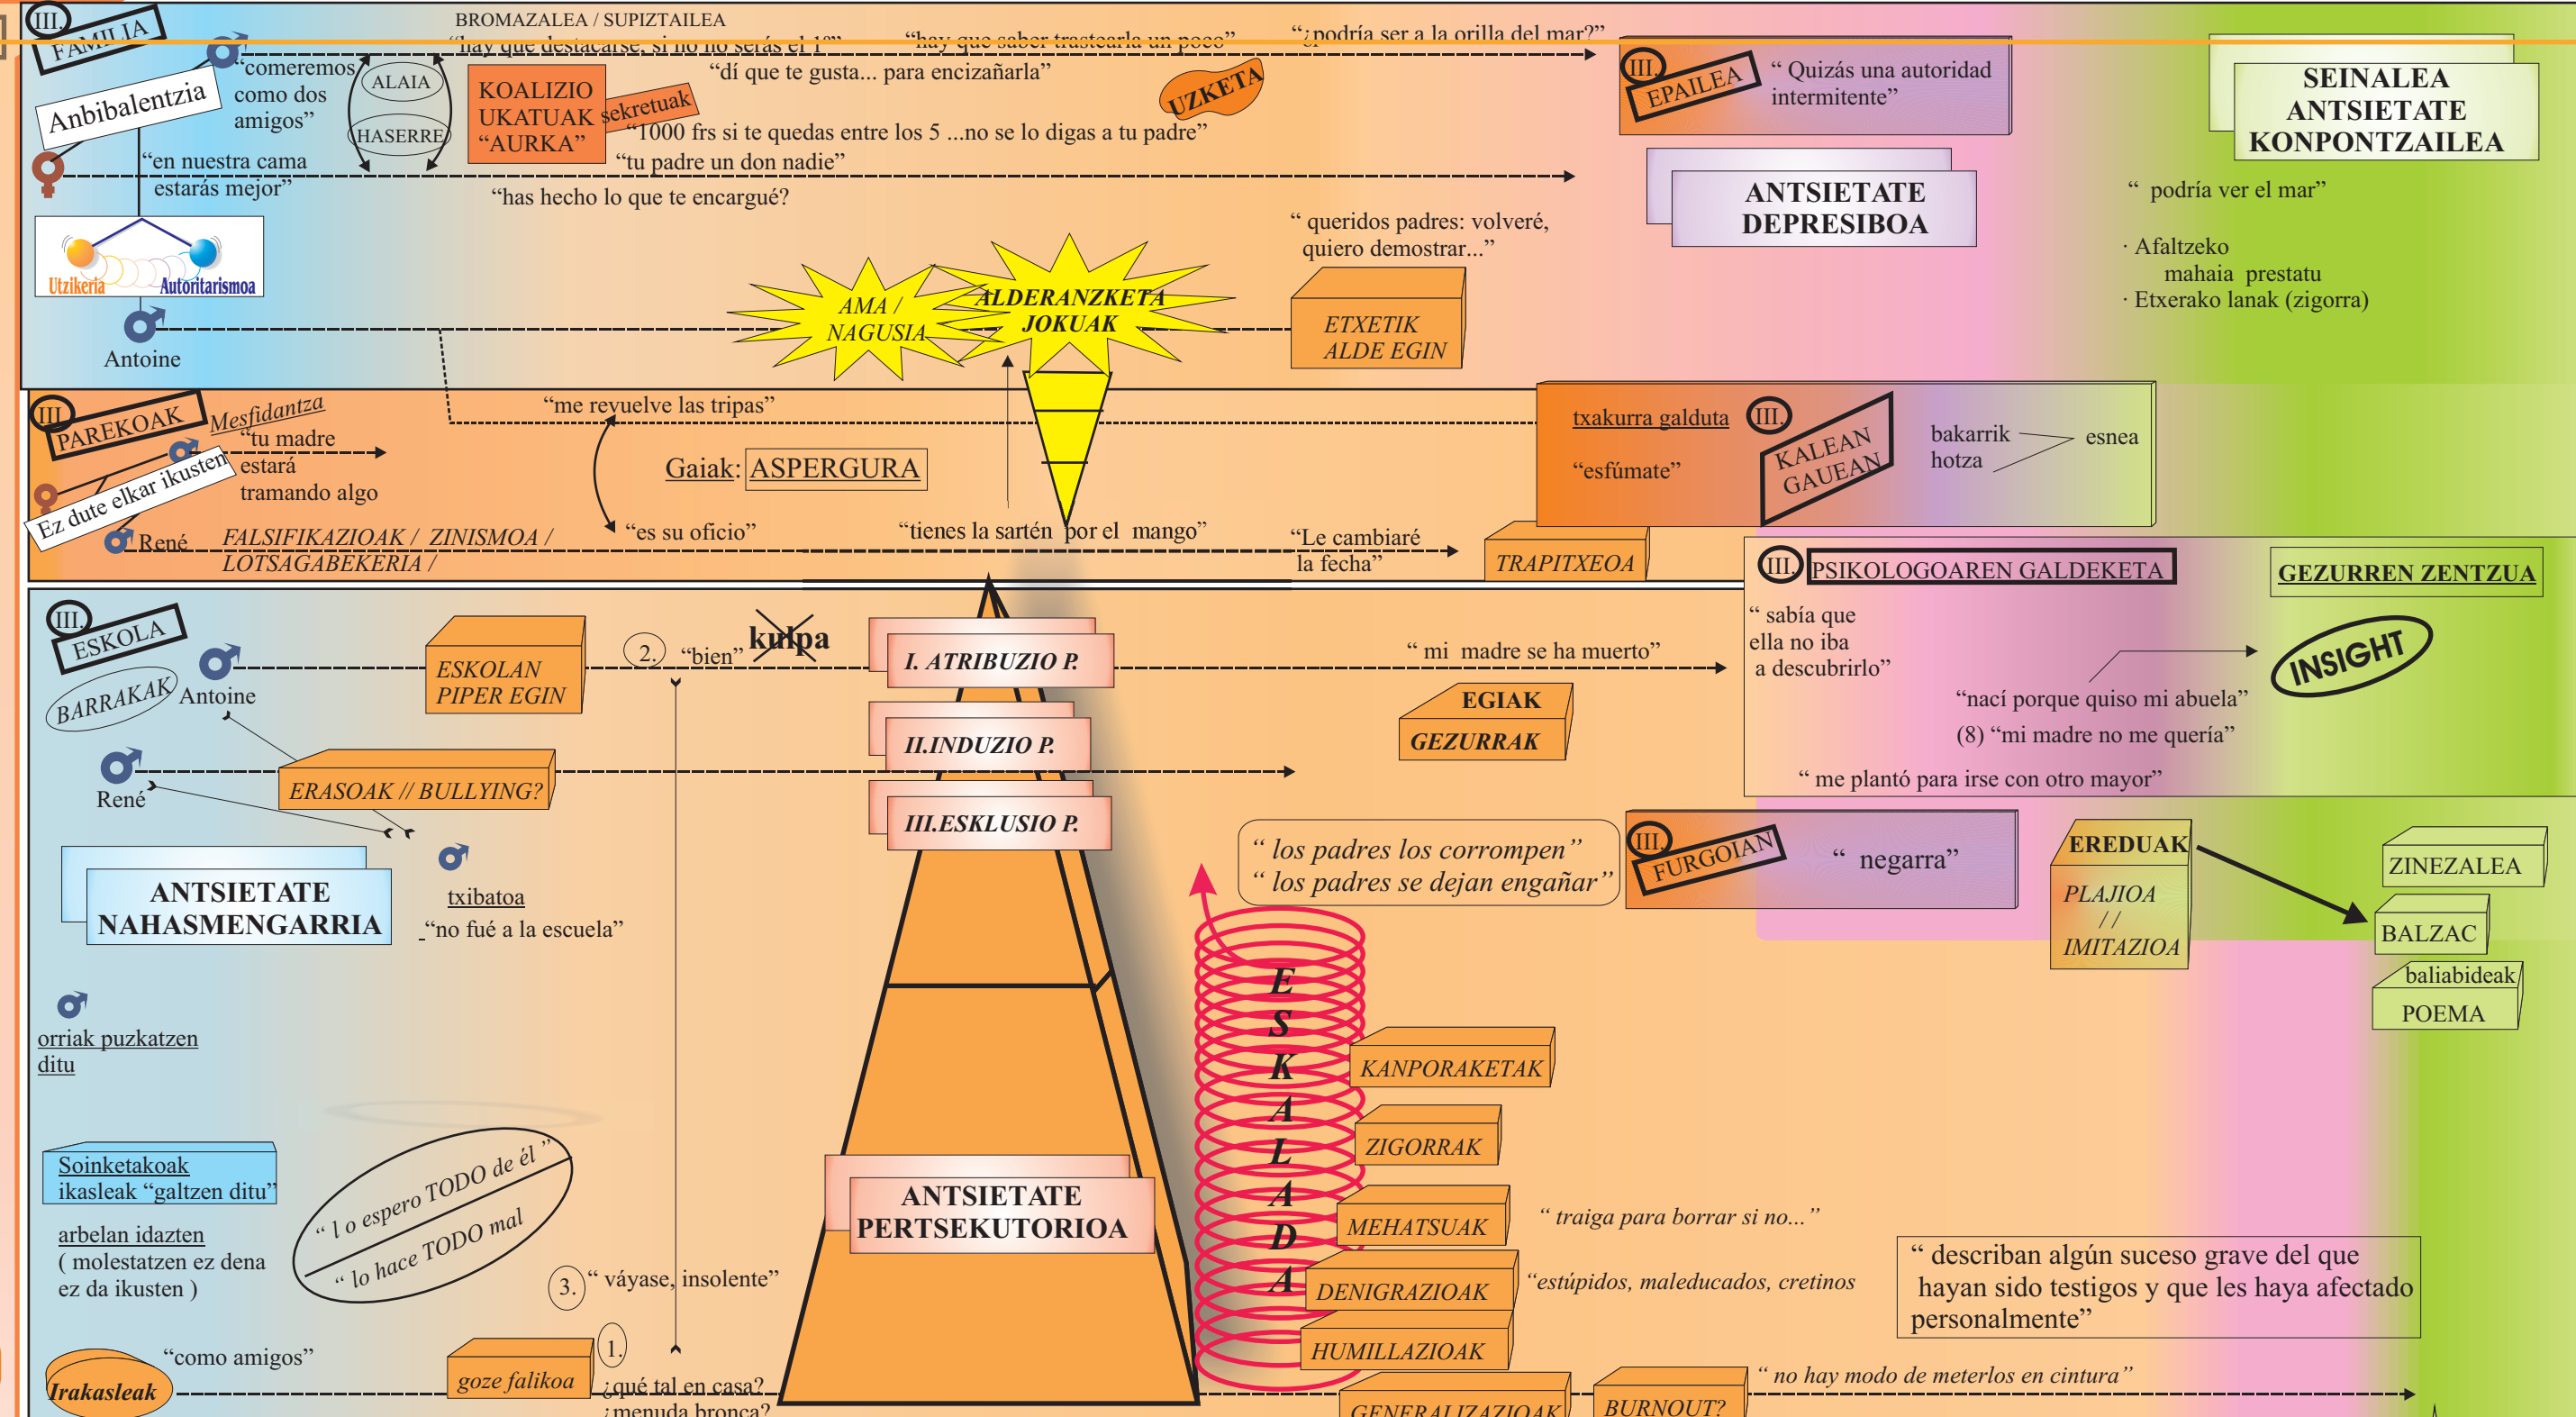 III.
FAMILIA
BROMAZALEA / SUPIZTAILEA
“hay que destacarse, si no no serás el 1º”
“hay que saber trastearla un poco”
“¿podría ser a la orilla del mar?”
“comeremos
como dos
amigos”
Anbibalentzia
ALAIA
HASERRE
KOALIZIO
UKATUAK
“AURKA”
sekretuak
“dí que te gusta... para encizañarla”
UZKETA
“1000 frs si te quedas entre los 5 ...no se lo digas a tu padre”
“tu padre un don nadie”
“en nuestra cama
estarás mejor”
“has hecho lo que te encargué?
III.
EPAILEA
“ Quizás una autoridad
intermitente”
SEINALEA
ANTSIETATE
KONPONTZAILEA
ANTSIETATE
DEPRESIBOA
“ podría ver el mar”
· Afaltzeko
mahaia prestatu
· Etxerako lanak (zigorra)
Utzikeria
Autoritarismoa
Antoine
AMA /
NAGUSIA
ALDERANZKETA
JOKUAK
“ queridos padres: volveré,
quiero demostrar...”
ETXETIK
ALDE EGIN
III.
PAREKOAK
Mesfidantza
“tu madre
estará
tramando algo
Ez dute elkar ikusten
René
FALSIFIKAZIOAK / ZINISMOA /
LOTSAGABEKERIA /
“me revuelve las tripas”
Gaiak: ASPERGURA
“es su oficio”
“tienes la sartén por el mango”
“Le cambiaré
la fecha”
TRAPITXEOA
txakurra galduta
“esfúmate”
III.
KALEAN
GAUEAN
bakarrik
hotza
esnea
III.
ESKOLA
BARRAKAK
Antoine
ESKOLAN
PIPER EGIN
2.
“bien”
kulpa
I. ATRIBUZIO P.
II.INDUZIO P.
III.ESKLUSIO P.
“ mi madre se ha muerto”
EGIAK
GEZURRAK
III.
PSIKOLOGOAREN GALDEKETA
“ sabía que
ella no iba
a descubrirlo”
GEZURREN ZENTZUA
INSIGHT
“nací porque quiso mi abuela”
(8) “mi madre no me quería”
“ me plantó para irse con otro mayor”
René
ERASOAK // BULLYING?
ANTSIETATE
NAHASMENGARRIA
txibatoa
“no fué a la escuela”
“ los padres los corrompen”
“ los padres se dejan engañar”
III.
FURGOIAN
“ negarra”
EREDUAK
PLAJIOA
//
IMITAZIOA
ZINEZALEA
BALZAC
baliabideak
POEMA
orriak puzkatzen
ditu
ESKALADA
KANPORAKETAK
ZIGORRAK
MEHATSUAK
“ traiga para borrar si no...”
DENIGRAZIOAK
“estúpidos, maleducados, cretinos
HUMILLAZIOAK
GENERALIZAZIOAK
BURNOUT?
“ no hay modo de meterlos en cintura”
“ describan algún suceso grave del que
hayan sido testigos y que les haya afectado
personalmente”
ANTSIETATE
PERTSEKUTORIOA
Soinketakoak
ikasleak “galtzen ditu”
arbelan idazten
( molestatzen ez dena
ez da ikusten )
“ l o espero TODO de él ”
“ lo hace TODO mal
3.
“ váyase, insolente”
1.
¿qué tal en casa?
¿menuda bronca?
goze falikoa
“como amigos”
Irakasleak